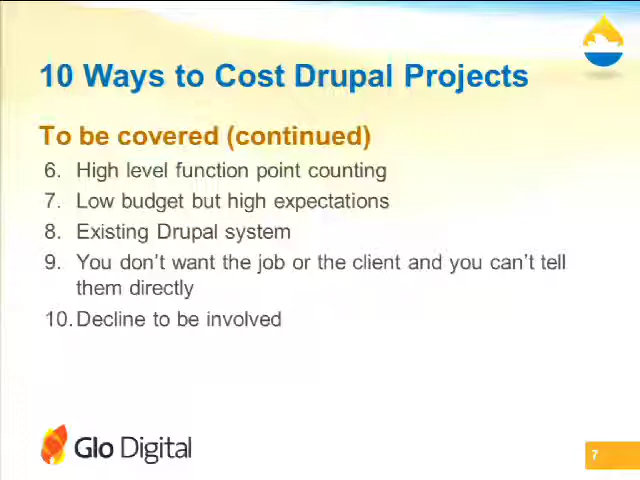 10 Ways to Cost Drupal Projects
To be covered (continued)
6. High level function point counting
7. Low budget but high expectations
8. Existing Drupal system
9. You don't want the job or the client and you can't tell
them directly
10. Decline to be involved
Glo Digital
7